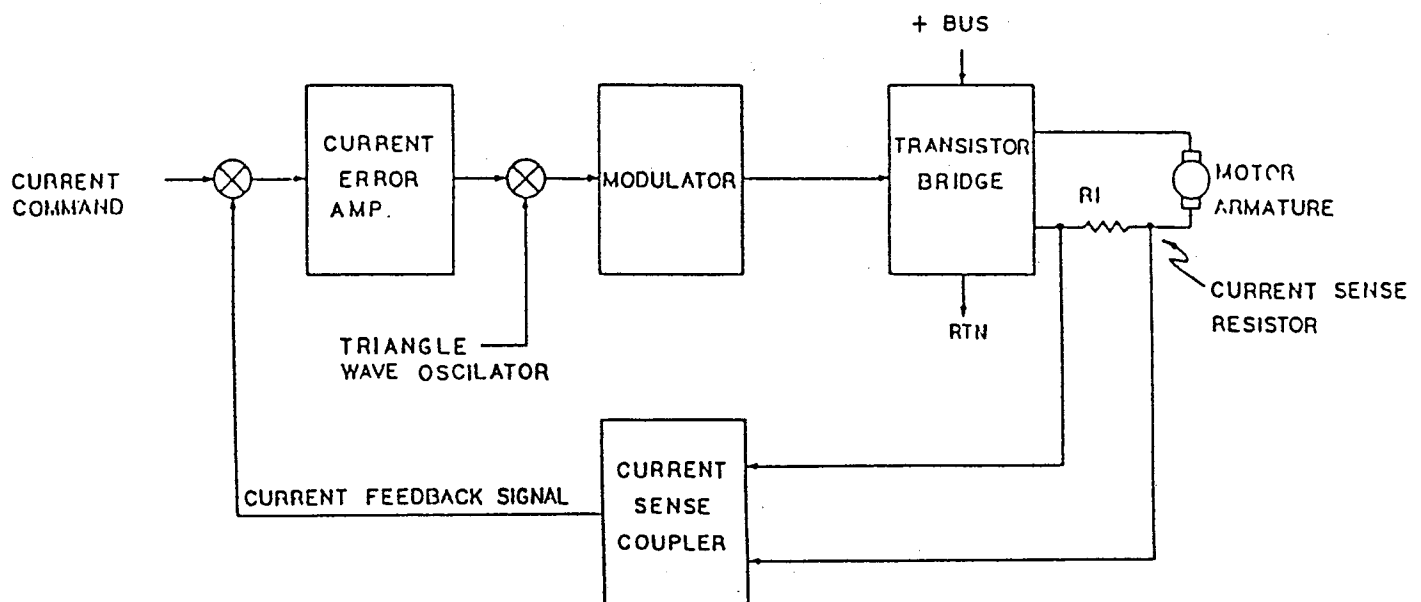 + BUS
CURRENT
COMMAND
CURRENT
ERROR
AMP.
MODULATOR
TRANSISTOR
BRIDGE
R1
MOTOR
ARMATURE
CURRENT SENSE
RESISTOR
RTN
TRIANGLE
WAVE OSCILATOR
CURRENT FEEDBACK SIGNAL
CURRENT
SENSE
COUPLER